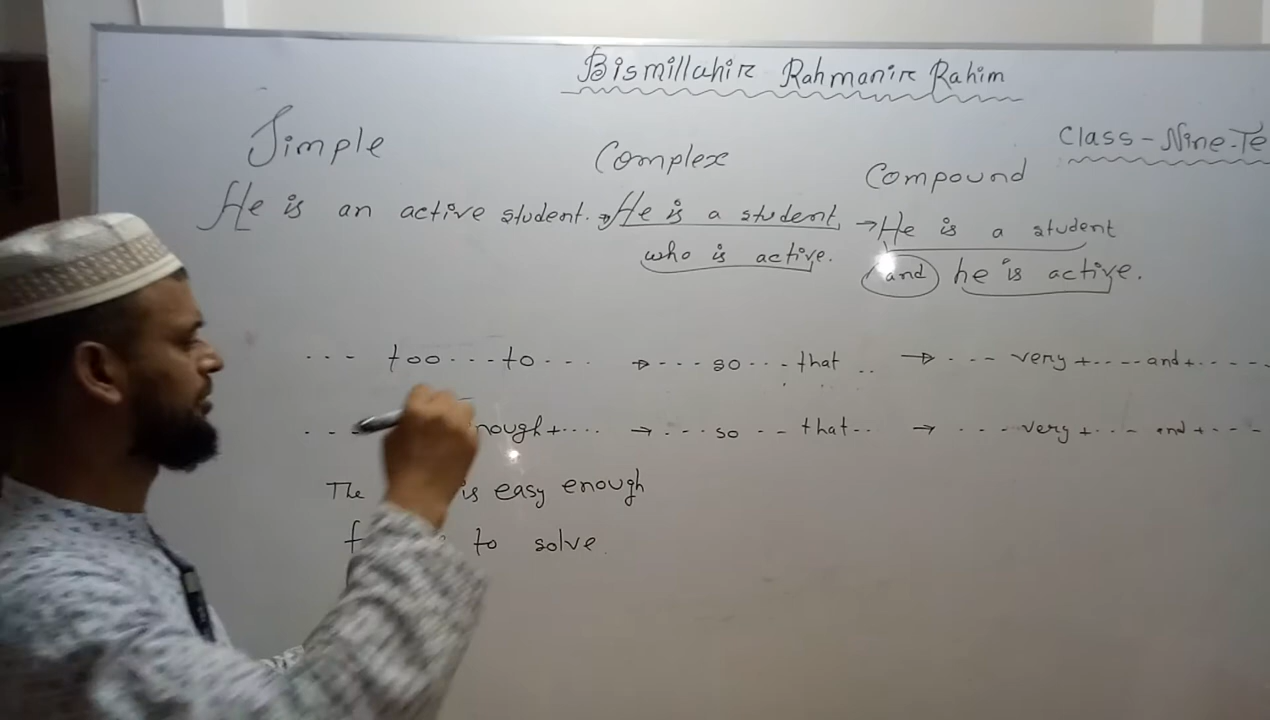 Bismillahir Rahmanir Rahim
Class - Nine-Te
Simple
Complex
Compound
He is an active student. → He is a student → He is a student
who is active.
and he is active.
--- too --- to --- → --- so --- that .. → --- very + ---- and + -----
--- nough + .... → --- so -- that -- → --- very + --- and + ----
The is easy enough
to solve.